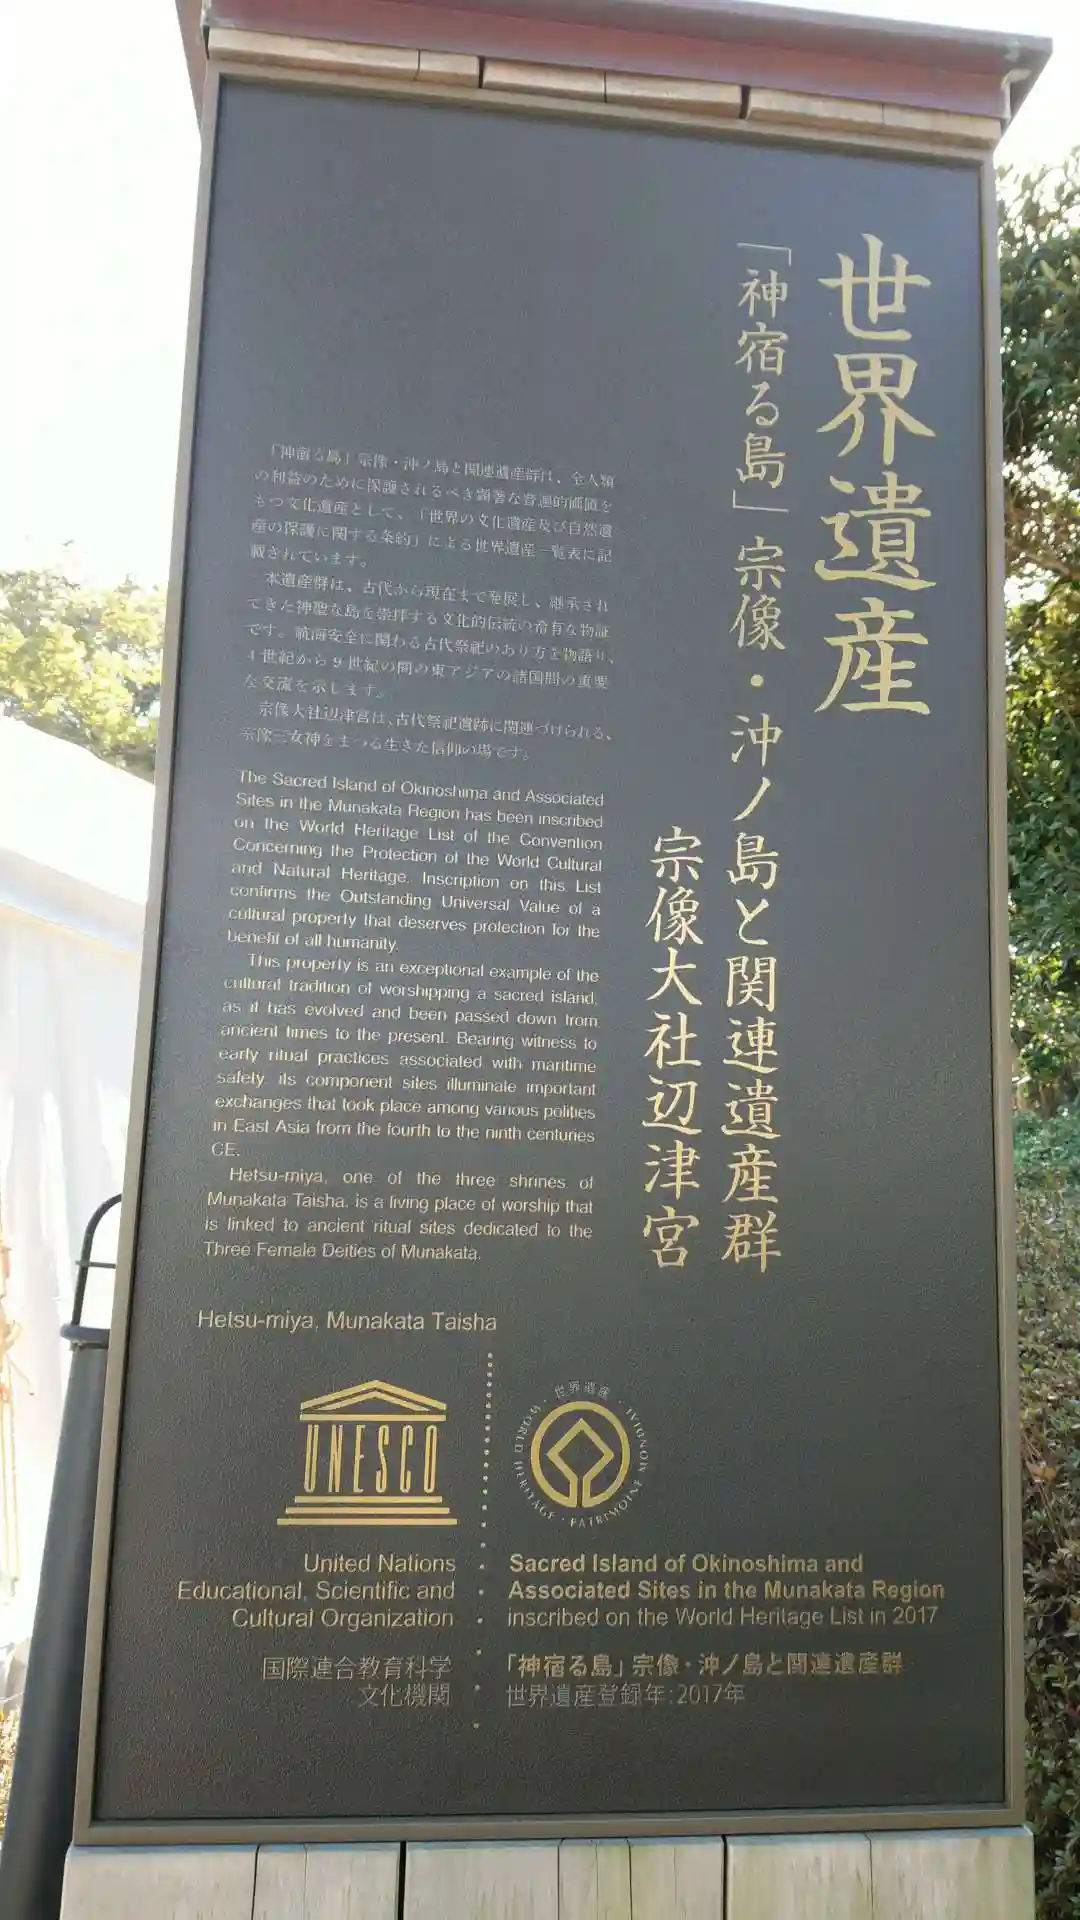 世界遺産
「神宿る島」宗像・沖ノ島と関連遺産群
宗像大社辺津宮
「神宿る島」宗像・沖ノ島と関連遺産群は、全人類
の利益のために保護されるべき顕著な普遍的価値を
もつ文化遺産として、「世界の文化遺産及び自然遺
産の保護に関する条約」による世界遺産一覧表に記
載されています。
本遺産群は、古代から現在まで発展し、継承され
てきた神聖な島を崇拝する文化的伝統の希有な物証
です。航海安全に関わる古代祭祀のあり方を物語り、
4世紀から9世紀の間の東アジアの諸国間の重要
な交流を示します。
宗像大社辺津宮は、古代祭祀遺跡に関連づけられる、
宗像三女神をまつる生きた信仰の場です。
The Sacred Island of Okinoshima and Associated
Sites in the Munakata Region has been inscribed
on the World Heritage List of the Convention
Concerning the Protection of the World Cultural
and Natural Heritage. Inscription on this List
confirms the Outstanding Universal Value of a
cultural property that deserves protection for the
benefit of all humanity.
This property is an exceptional example of the
cultural tradition of worshipping a sacred island,
as it has evolved and been passed down from
ancient times to the present. Bearing witness to
early ritual practices associated with maritime
safety, its component sites illuminate important
exchanges that took place among various polities
in East Asia from the fourth to the ninth centuries
CE.
Hetsu-miya, one of the three shrines of
Munakata Taisha, is a living place of worship that
is linked to ancient ritual sites dedicated to the
Three Female Deities of Munakata.
Hetsu-miya, Munakata Taisha
UNESCO
United Nations
Educational, Scientific and
Cultural Organization
国際連合教育科学
文化機関
・世界遺産・WORLD HERITAGE・PATRIMOINE MONDIAL
Sacred Island of Okinoshima and
Associated Sites in the Munakata Region
inscribed on the World Heritage List in 2017
「神宿る島」宗像・沖ノ島と関連遺産群
世界遺産登録年：2017年